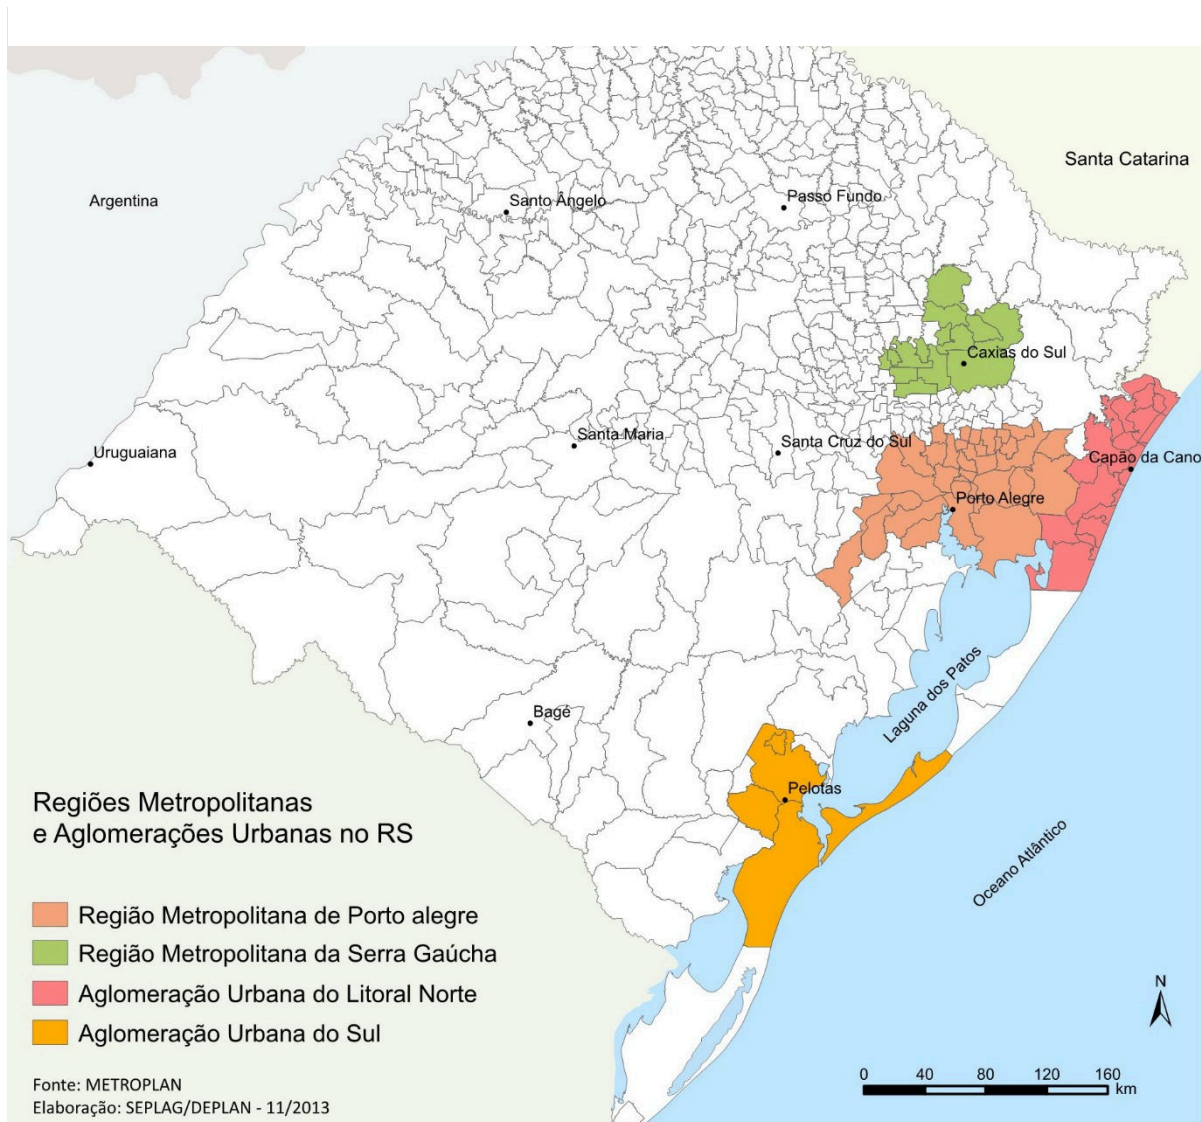 Santa Catarina
Argentina
Santo Ângelo
Passo Fundo
Caxias do Sul
Santa Maria
Santa Cruz do Sul
Uruguaiana
Capão da Cano
Porto Alegre
Laguna dos Patos
Bagé
Pelotas
Oceano Atlântico
Regiões Metropolitanas
e Aglomerações Urbanas no RS
Região Metropolitana de Porto alegre
Região Metropolitana da Serra Gaúcha
Aglomeração Urbana do Litoral Norte
Aglomeração Urbana do Sul
Fonte: METROPLAN
Elaboração: SEPLAG/DEPLAN - 11/2013
N
0 40 80 120 160
km